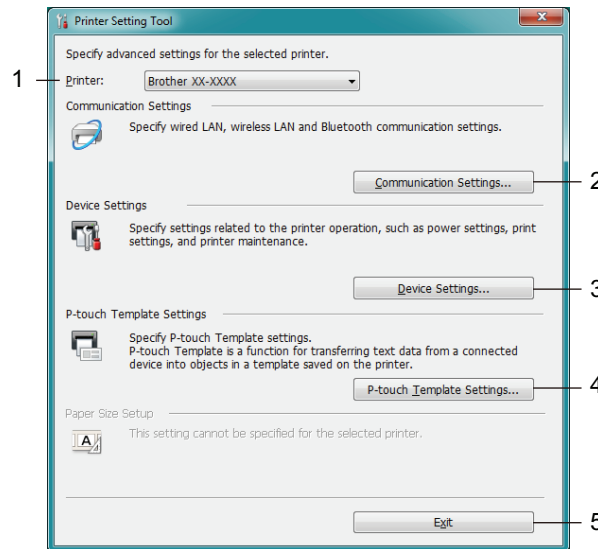 Printer Setting Tool
Specify advanced settings for the selected printer.
1
Printer:
Brother XX-XXXX
Communication Settings
Specify wired LAN, wireless LAN and Bluetooth communication settings.
Communication Settings...
2
Device Settings
Specify settings related to the printer operation, such as power settings, print
settings, and printer maintenance.
Device Settings...
3
P-touch Template Settings
Specify P-touch Template settings.
P-touch Template is a function for transferring text data from a connected
device into objects in a template saved on the printer.
P-touch Template Settings...
4
Paper Size Setup
A
This setting cannot be specified for the selected printer.
Exit
5